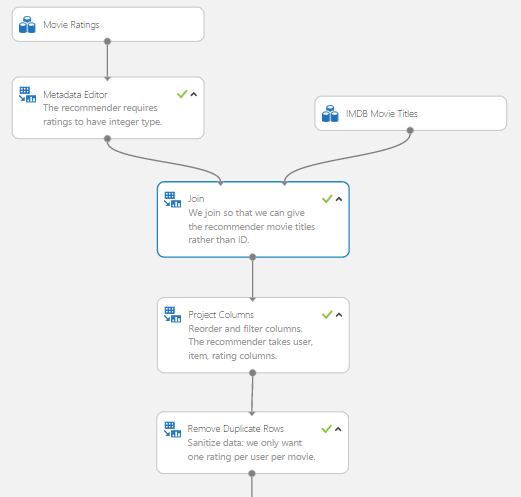 Movie Ratings
Metadata Editor
The recommender requires
ratings to have integer type.
IMDB Movie Titles
Join
We join so that we can give
the recommender movie titles
rather than ID.
Project Columns
Reorder and filter columns.
The recommender takes user,
item, rating columns.
Remove Duplicate Rows
Sanitize data: we only want
one rating per user per movie.